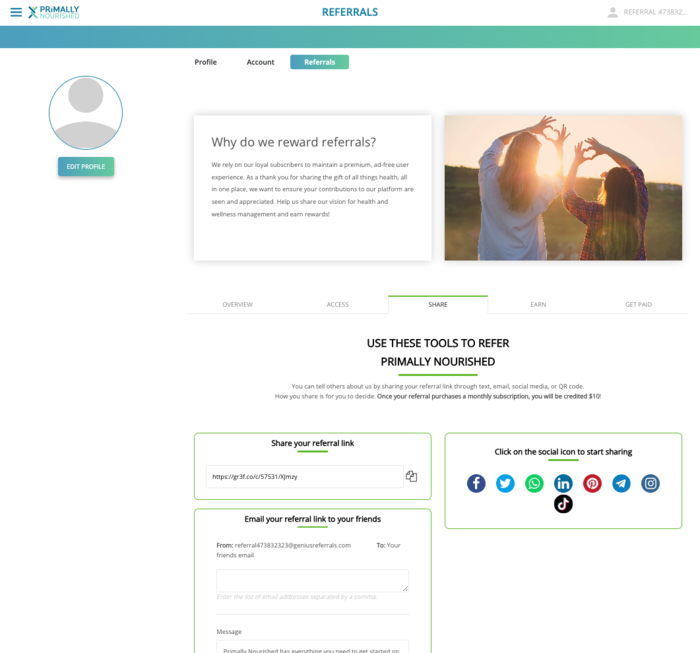 PRiMALLY
NOURISHED
REFERRALS
REFERRAL 473832...
Profile
Account
Referrals
EDIT PROFILE
Why do we reward referrals?
We rely on our loyal subscribers to maintain a premium, ad-free user
experience. As a thank you for sharing the gift of all things health, all
in one place, we want to ensure your contributions to our platform are
seen and appreciated. Help us share our vision for health and
wellness management and earn rewards!
OVERVIEW
ACCESS
SHARE
EARN
GET PAID
USE THESE TOOLS TO REFER
PRIMALLY NOURISHED
You can tell others about us by sharing your referral link through text, email, social media, or QR code.
How you share is for you to decide. Once your referral purchases a monthly subscription, you will be credited $10!
Share your referral link
https://gr3f.co/c/57531/Xjmzy
Click on the social icon to start sharing
Email your referral link to your friends
From: referral473832323@geniusreferrals.com To: Your
friends email
Enter the list of email addresses separated by a comma.
Message
Primally Nourished has everything you need to get started on